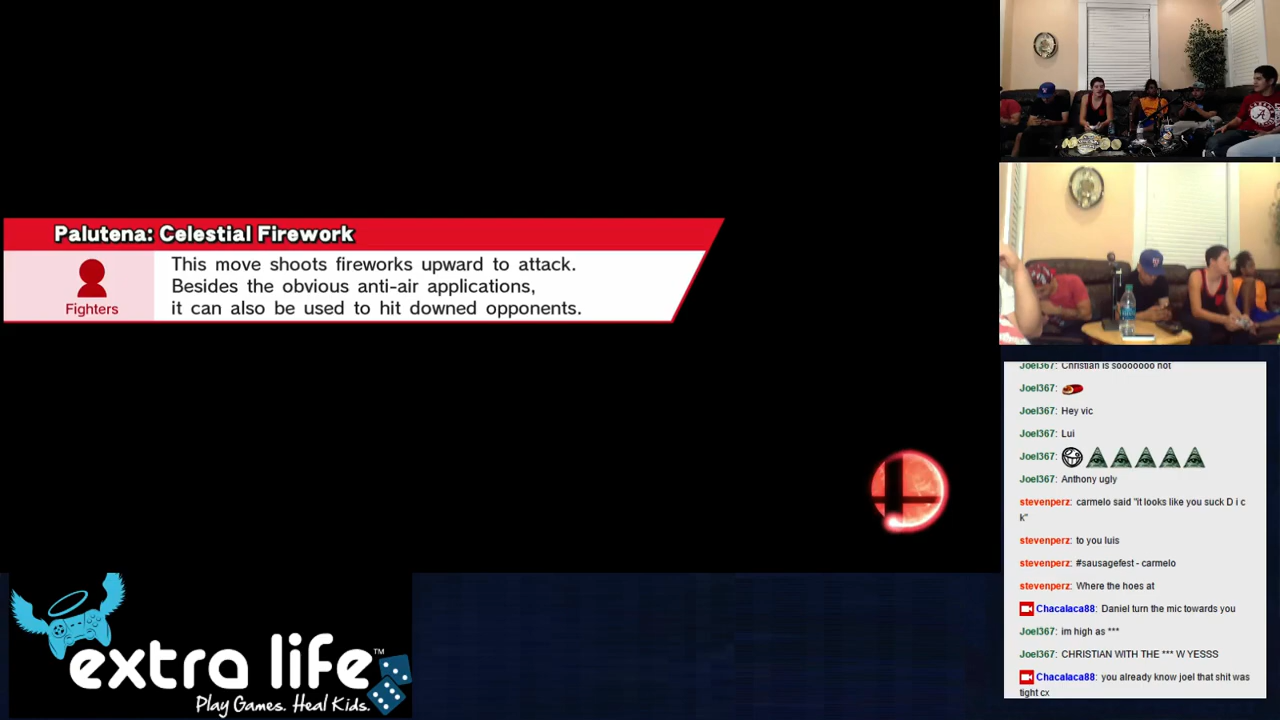 Palutena: Celestial Firework
Fighters
This move shoots fireworks upward to attack.
Besides the obvious anti-air applications,
it can also be used to hit downed opponents.
Joel367: Christian is sooooooo hot
Joel367:
Joel367: Hey vic
Joel367: Lui
Joel367:
Joel367: Anthony ugly
stevenperz: carmelo said "it looks like you suck D i c
k"
stevenperz: to you luis
stevenperz: #sausagefest - carmelo
stevenperz: Where the hoes at
Chacalaca88: Daniel turn the mic towards you
Joel367: im high as ***
Joel367: CHRISTIAN WITH THE *** W YESSS
Chacalaca88: you already know joel that shit was
tight cx
extra life™
Play Games. Heal Kids.